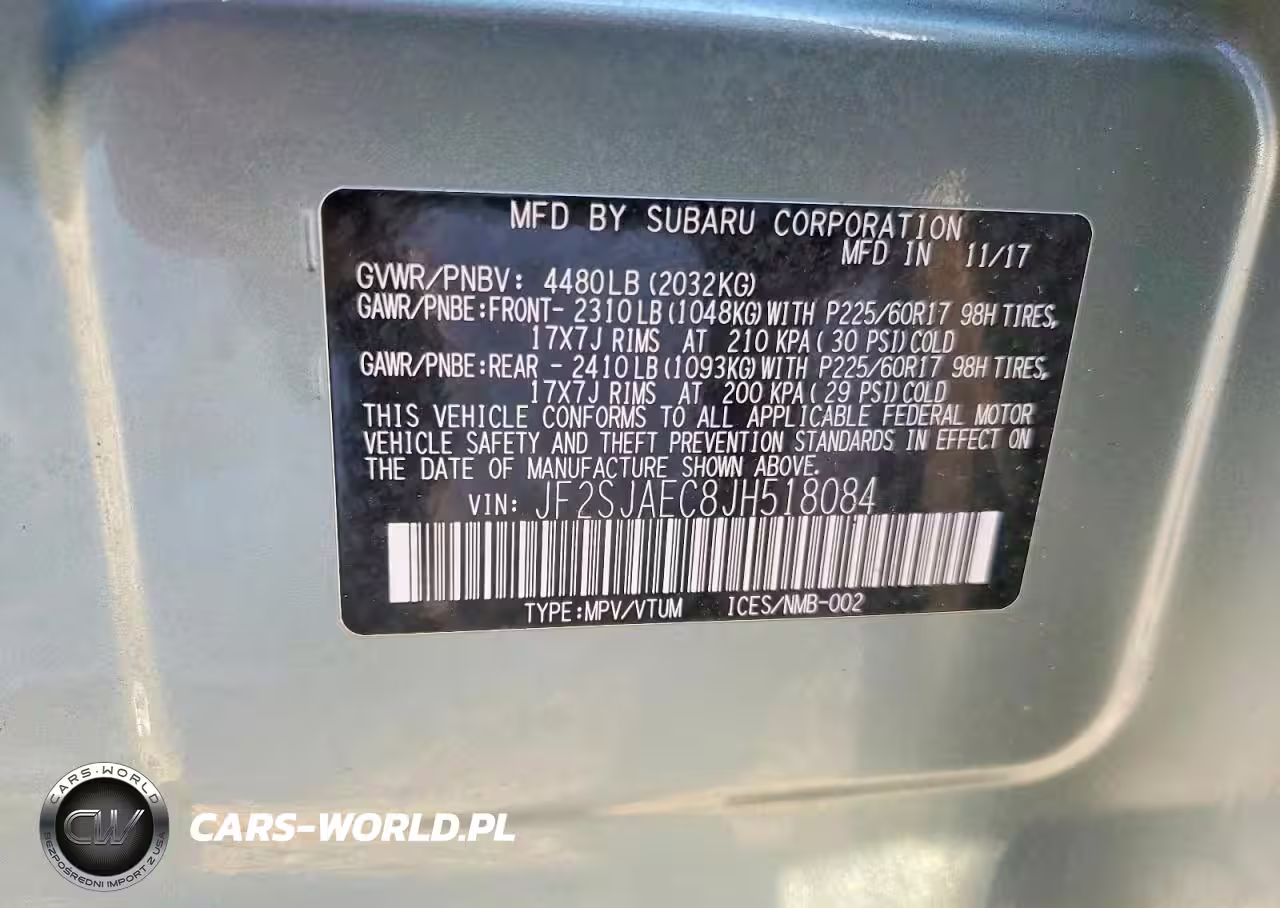 MFD BY SUBARU CORPORATION
MFD IN 11/17
GVWR/PNBV: 4480LB (2032KG)
GAWR/PNBE:FRONT- 2310LB (1048KG) WITH P225/60R17 98H TIRES,
17X7J RIMS AT 210 KPA (30 PSI)COLD
GAWR/PNBE:REAR - 2410LB (1093KG) WITH P225/60R17 98H TIRES,
17X7J RIMS AT 200 KPA (29 PSI)COLD
THIS VEHICLE CONFORMS TO ALL APPLICABLE FEDERAL MOTOR
VEHICLE SAFETY AND THEFT PREVENTION STANDARDS IN EFFECT ON
THE DATE OF MANUFACTURE SHOWN ABOVE.
VIN: JF2SJAEC8JH518084
TYPE:MPV/VTUM ICES/NMB-002
CARS-WORLD
CW
BEZPOŚREDNI IMPORT Z USA
CARS-WORLD.PL